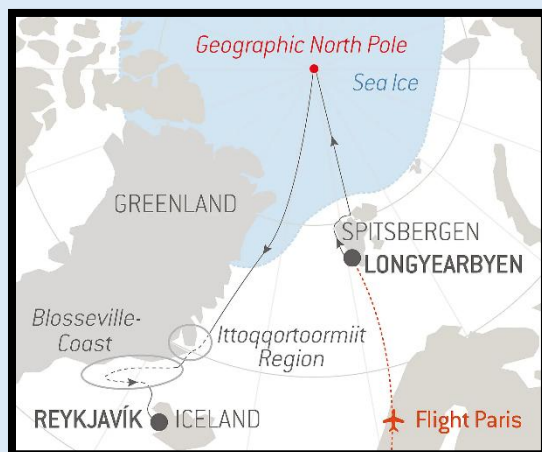 Geographic North Pole
Sea Ice
GREENLAND
SPITSBERGEN
LONGYEARBYEN
Blosseville-
Coast
Ittoqqortoormiit
Region
REYKJAVÍK
ICELAND
Flight Paris